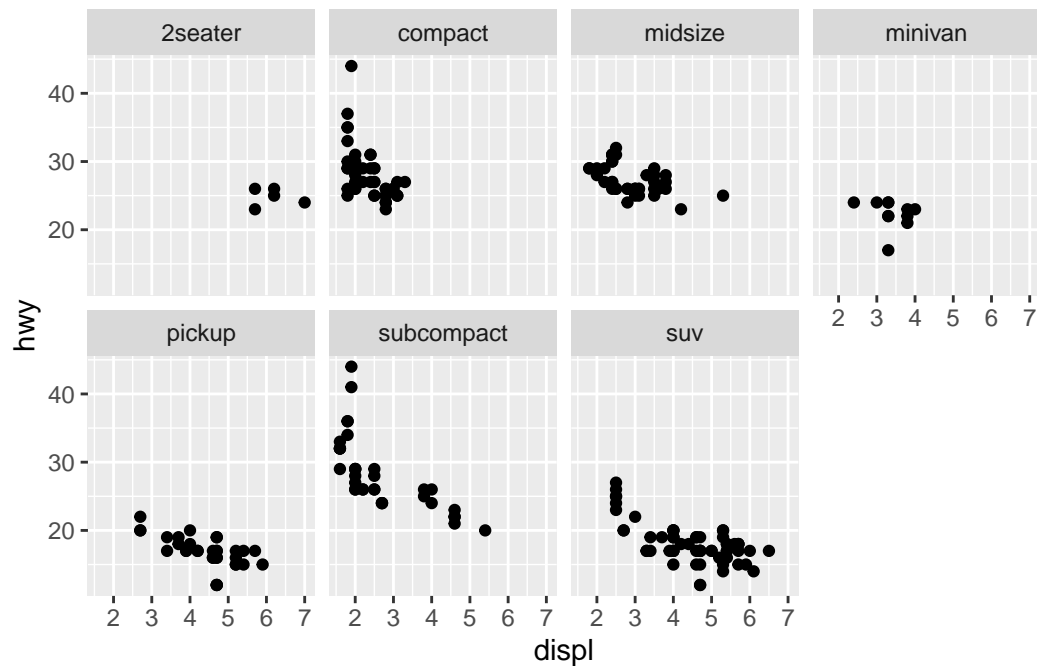 2seater compact midsize minivan
40
30
20
2 3 4 5 6 7
hwy
pickup subcompact suv
40
30
20
2 3 4 5 6 7 2 3 4 5 6 7 2 3 4 5 6 7
displ